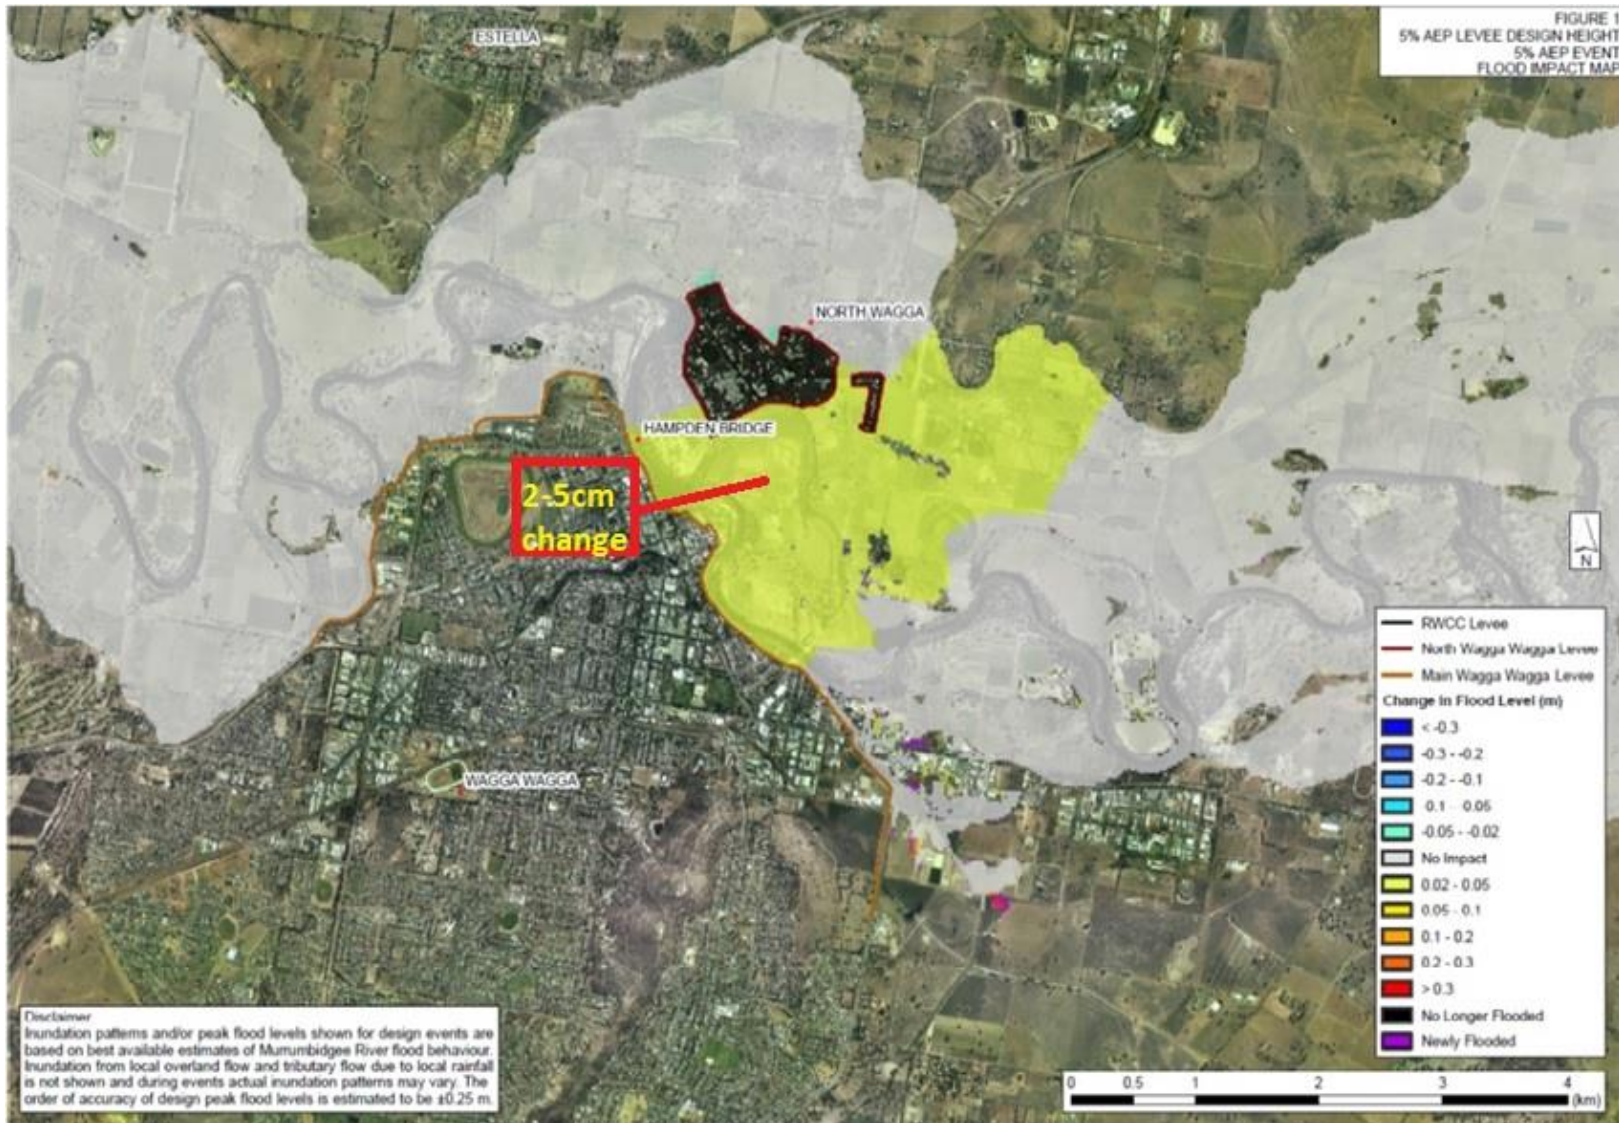 FIGURE 1
5% AEP LEVEE DESIGN HEIGHT
5% AEP EVENT
FLOOD IMPACT MAP
ESTELLA
NORTH WAGGA
HAMPDEN BRIDGE
2-5cm
change
WAGGA WAGGA
N
RWCC Levee
North Wagga Wagga Levee
Main Wagga Wagga Levee
Change In Flood Level (m)
< -0.3
-0.3 - -0.2
-0.2 - -0.1
-0.1 - -0.05
-0.05 - -0.02
No Impact
0.02 - 0.05
0.05 - 0.1
0.1 - 0.2
0.2 - 0.3
> 0.3
No Longer Flooded
Newly Flooded
Disclaimer
Inundation patterns and/or peak flood levels shown for design events are
based on best available estimates of Murrumbidgee River flood behaviour.
Inundation from local overland flow and tributary flow due to local rainfall
is not shown and during events actual inundation patterns may vary. The
order of accuracy of design peak flood levels is estimated to be ±0.25 m.
0 0.5 1 2 3 4
(km)